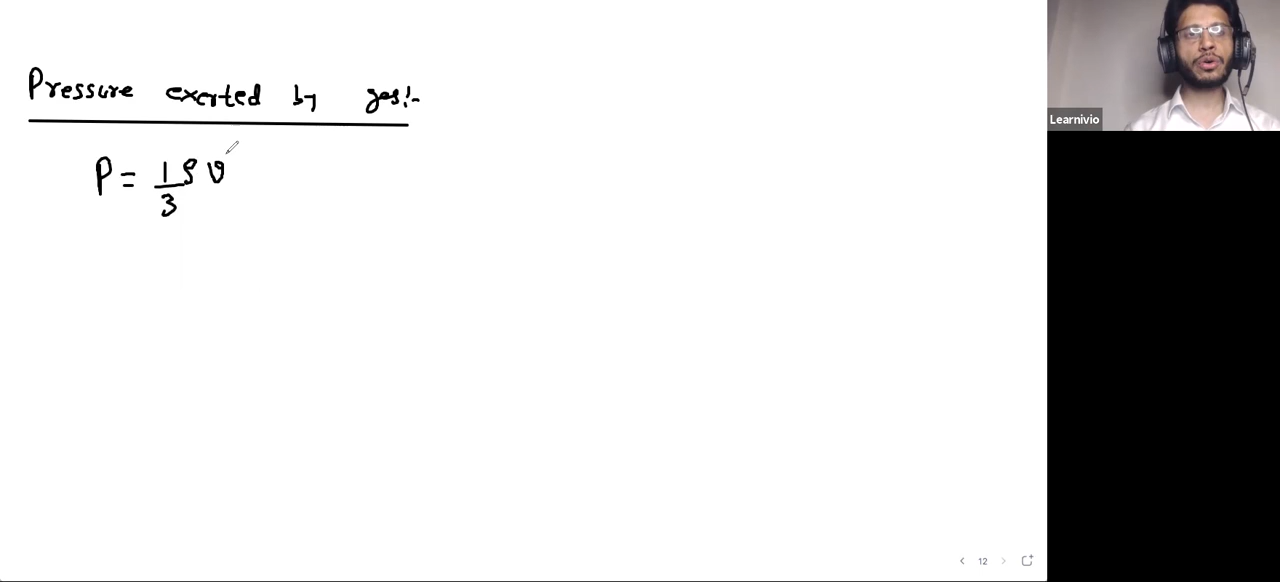 Pressure exerted by gas:-
P = 1/3 ρ v
Learnivio
12